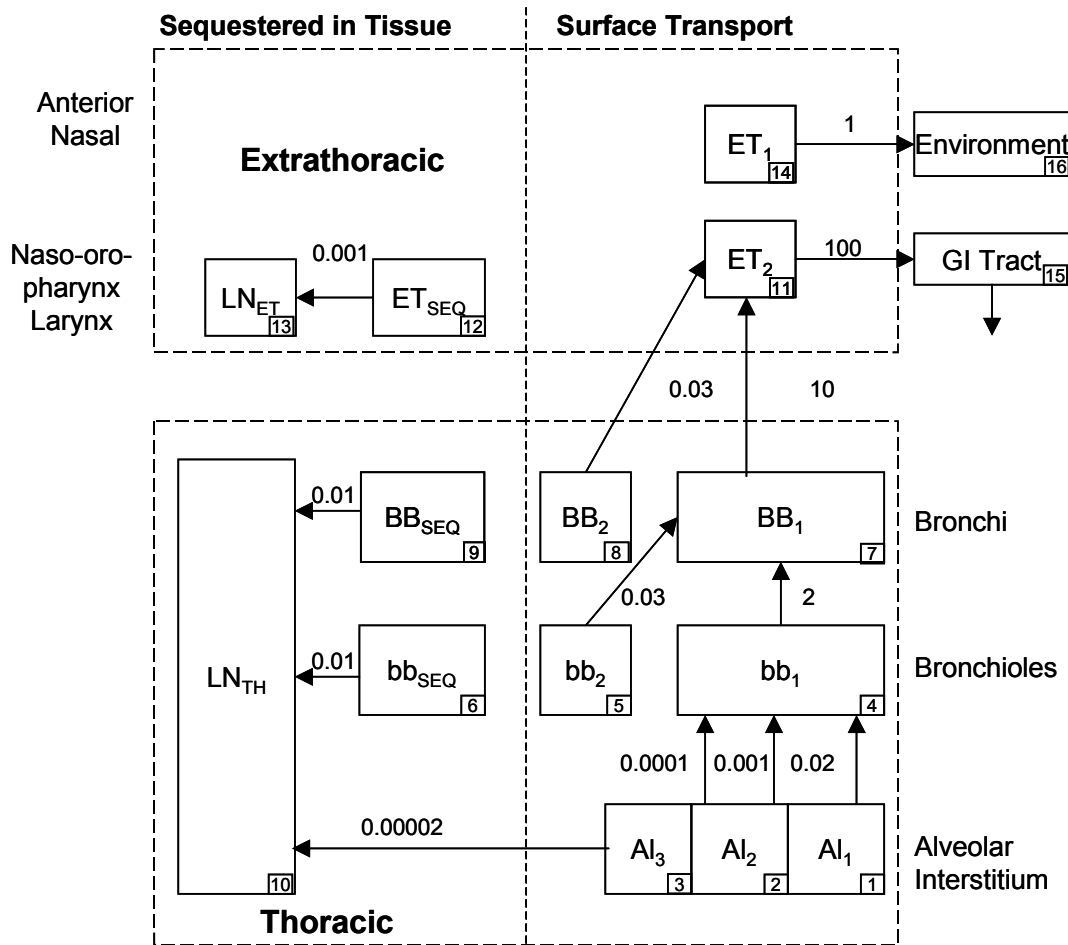 Sequestered in Tissue
Surface Transport
Anterior
Nasal
Extrathoracic
ET1
14
1
Environment
16
Naso-oro-
pharynx
Larynx
LNET
13
0.001
ETSEQ
12
ET2
11
100
GI Tract
15
0.03
10
LNTH
10
0.01
BBSEQ
9
BB2
8
BB1
7
Bronchi
0.03
2
0.01
bbSEQ
6
bb2
5
bb1
4
Bronchioles
0.0001
0.001
0.02
0.00002
AI3
3
AI2
2
AI1
1
Alveolar
Interstitium
Thoracic